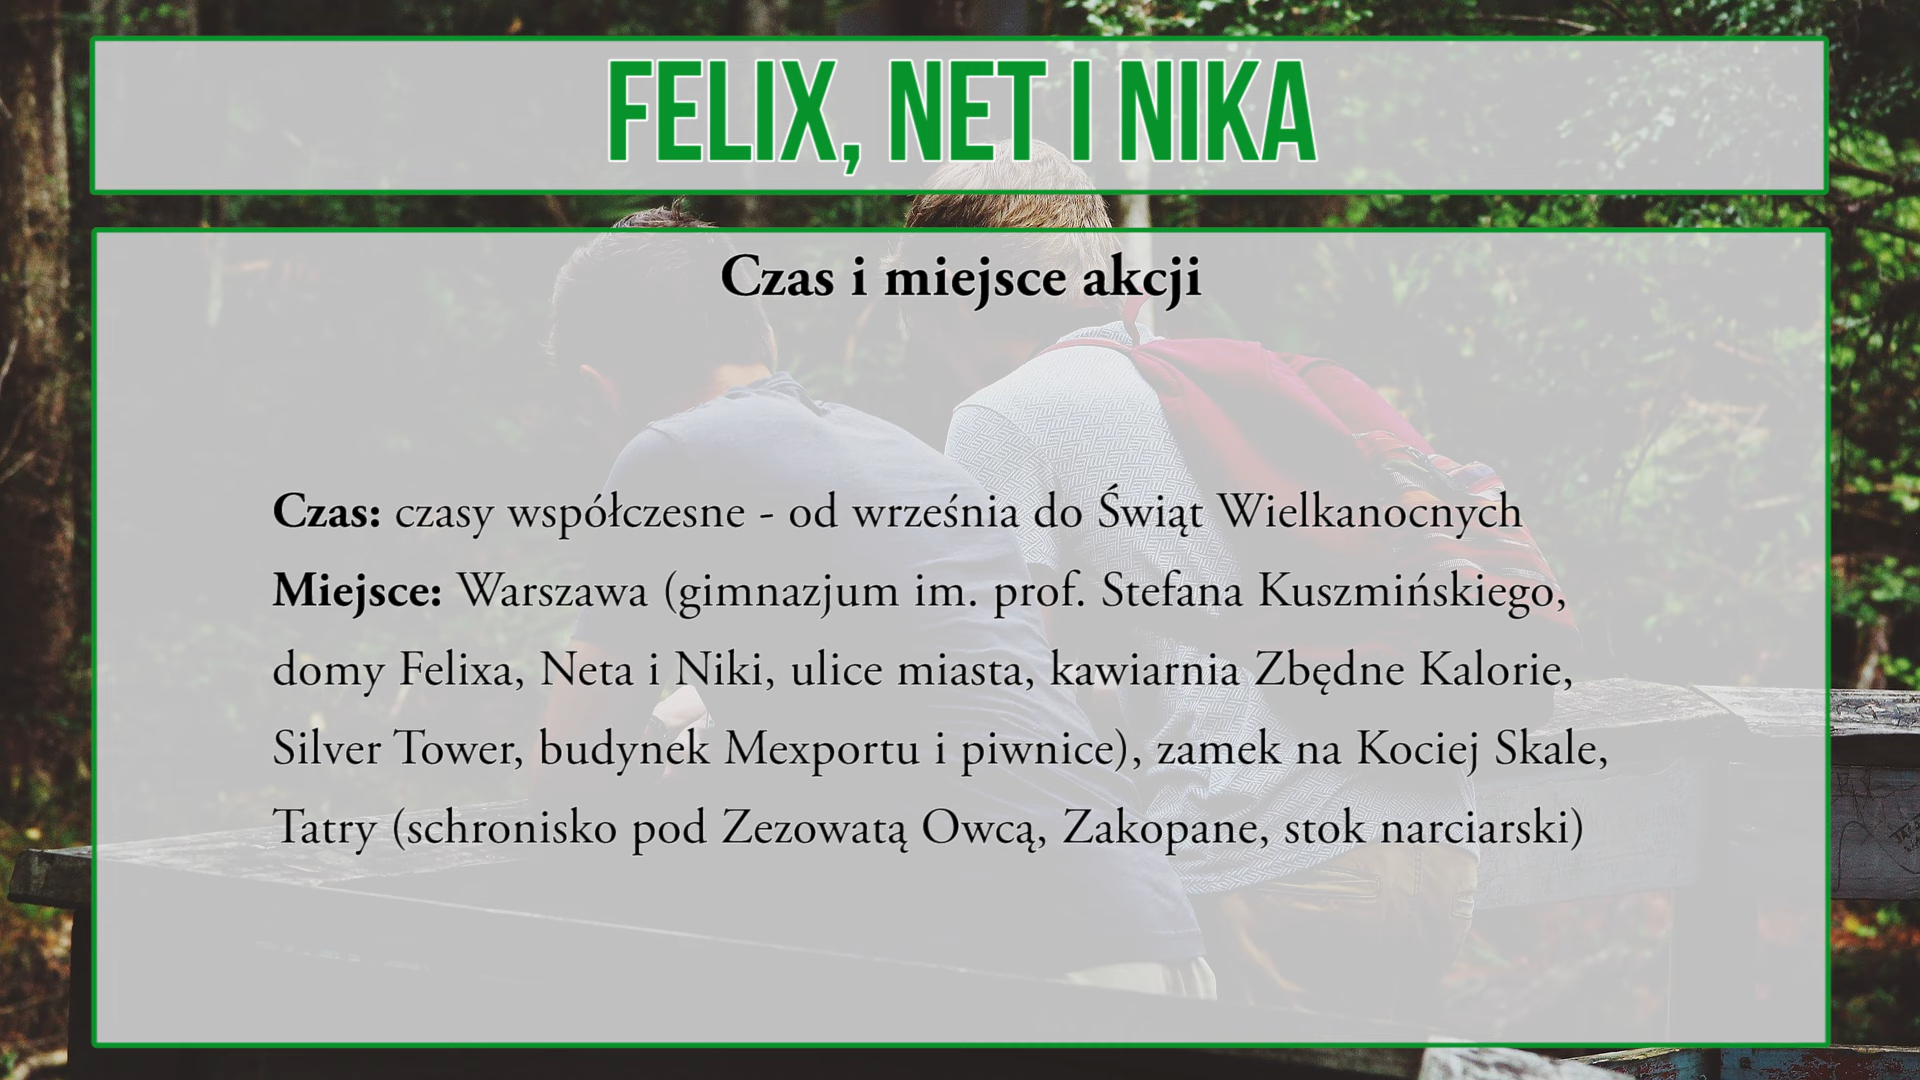 FELIX, NET I NIKA
Czas i miejsce akcji
Czas: czasy współczesne - od września do Świąt Wielkanocnych
Miejsce: Warszawa (gimnazjum im. prof. Stefana Kuszmińskiego,
domy Felixa, Neta i Niki, ulice miasta, kawiarnia Zbędne Kalorie,
Silver Tower, budynek Mexportu i piwnice), zamek na Kociej Skale,
Tatry (schronisko pod Zezowatą Owcą, Zakopane, stok narciarski)